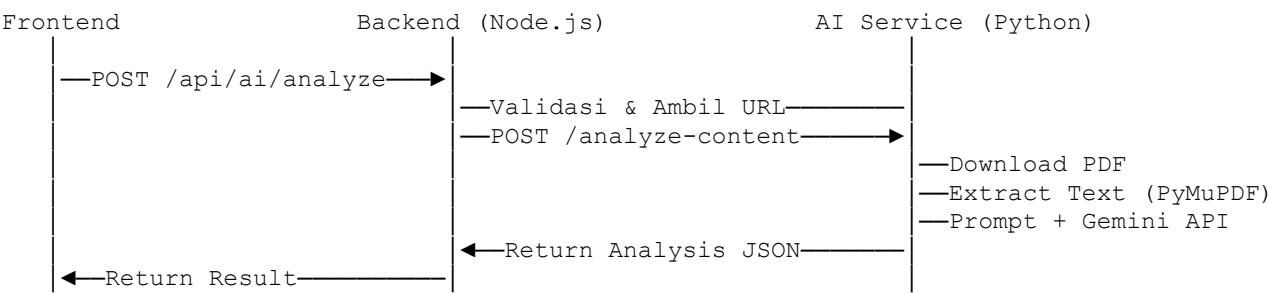 Frontend Backend (Node.js) AI Service (Python)
POST /api/ai/analyze
Validasi & Ambil URL
POST /analyze-content
Download PDF
Extract Text (PyMuPDF)
Prompt + Gemini API
Return Analysis JSON
Return Result